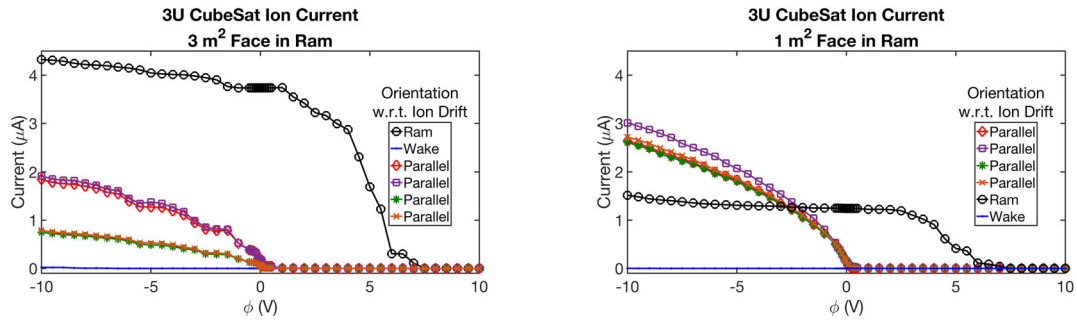 3U CubeSat Ion Current
3 m² Face in Ram
Current (μA)
4
3
2
1
0
-10
-5
0
5
10
ϕ (V)
Orientation
w.r.t. Ion Drift
Ram
Wake
Parallel
Parallel
Parallel
Parallel
3U CubeSat Ion Current
1 m² Face in Ram
Current (μA)
4
3
2
1
0
-10
-5
0
5
10
ϕ (V)
Orientation
w.r.t. Ion Drift
Parallel
Parallel
Parallel
Parallel
Ram
Wake